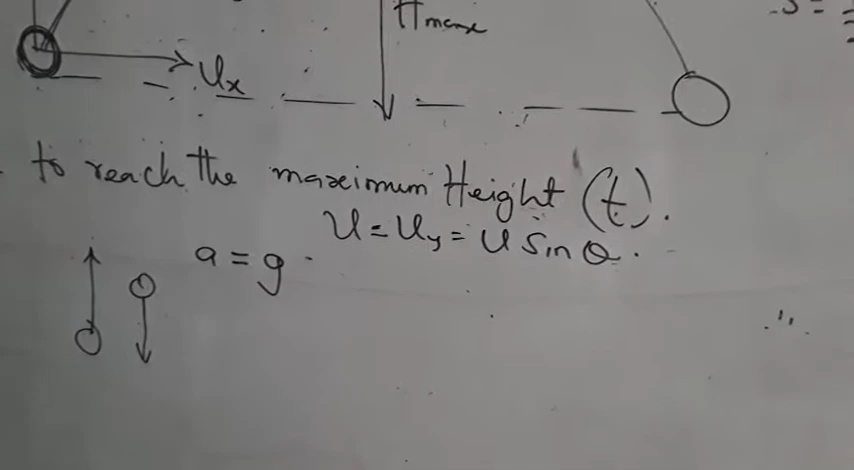 Hmax
Ux
to reach the maximum Height (t).
U = Uy = U Sin θ.
a = g.
∴